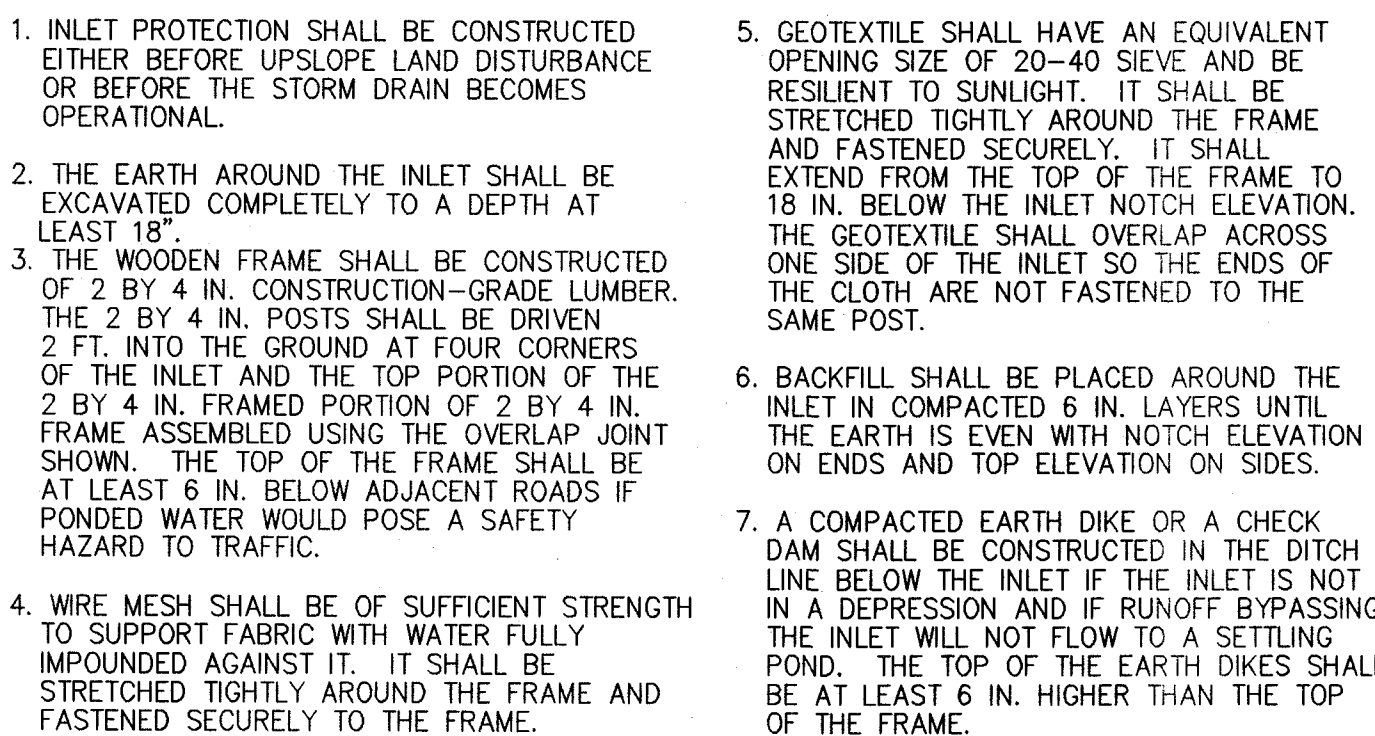 1. INLET PROTECTION SHALL BE CONSTRUCTED
EITHER BEFORE UPSLOPE LAND DISTURBANCE
OR BEFORE THE STORM DRAIN BECOMES
OPERATIONAL.
2. THE EARTH AROUND THE INLET SHALL BE
EXCAVATED COMPLETELY TO A DEPTH AT
LEAST 18".
3. THE WOODEN FRAME SHALL BE CONSTRUCTED
OF 2 BY 4 IN. CONSTRUCTION-GRADE LUMBER.
THE 2 BY 4 IN. POSTS SHALL BE DRIVEN
2 FT. INTO THE GROUND AT FOUR CORNERS
OF THE INLET AND THE TOP PORTION OF THE
2 BY 4 IN. FRAMED PORTION OF 2 BY 4 IN.
FRAME ASSEMBLED USING THE OVERLAP JOINT
SHOWN. THE TOP OF THE FRAME SHALL BE
AT LEAST 6 IN. BELOW ADJACENT ROADS IF
PONDED WATER WOULD POSE A SAFETY
HAZARD TO TRAFFIC.
4. WIRE MESH SHALL BE OF SUFFICIENT STRENGTH
TO SUPPORT FABRIC WITH WATER FULLY
IMPOUNDED AGAINST IT. IT SHALL BE
STRETCHED TIGHTLY AROUND THE FRAME AND
FASTENED SECURELY TO THE FRAME.
5. GEOTEXTILE SHALL HAVE AN EQUIVALENT
OPENING SIZE OF 20-40 SIEVE AND BE
RESILIENT TO SUNLIGHT. IT SHALL BE
STRETCHED TIGHTLY AROUND THE FRAME
AND FASTENED SECURELY. IT SHALL
EXTEND FROM THE TOP OF THE FRAME TO
18 IN. BELOW THE INLET NOTCH ELEVATION.
THE GEOTEXTILE SHALL OVERLAP ACROSS
ONE SIDE OF THE INLET SO THE ENDS OF
THE CLOTH ARE NOT FASTENED TO THE
SAME POST.
6. BACKFILL SHALL BE PLACED AROUND THE
INLET IN COMPACTED 6 IN. LAYERS UNTIL
THE EARTH IS EVEN WITH NOTCH ELEVATION
ON ENDS AND TOP ELEVATION ON SIDES.
7. A COMPACTED EARTH DIKE OR A CHECK
DAM SHALL BE CONSTRUCTED IN THE DITCH
LINE BELOW THE INLET IF THE INLET IS NOT
IN A DEPRESSION AND IF RUNOFF BYPASSING
THE INLET WILL NOT FLOW TO A SETTLING
POND. THE TOP OF THE EARTH DIKES SHALL
BE AT LEAST 6 IN. HIGHER THAN THE TOP
OF THE FRAME.